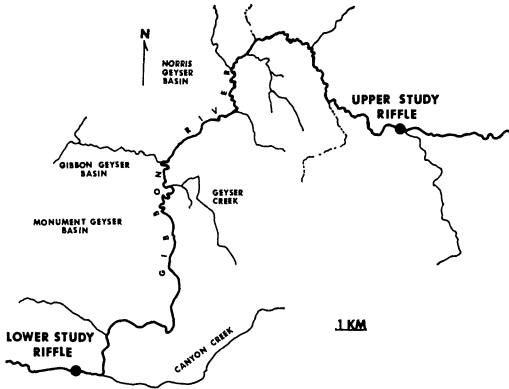 N
NORRIS
GEYSER
BASIN
UPPER STUDY
RIFFLE
GIBBON RIVER
GIBBON GEYSER
BASIN
GEYSER
CREEK
MONUMENT GEYSER
BASIN
1 KM
LOWER STUDY
RIFFLE
CANYON CREEK